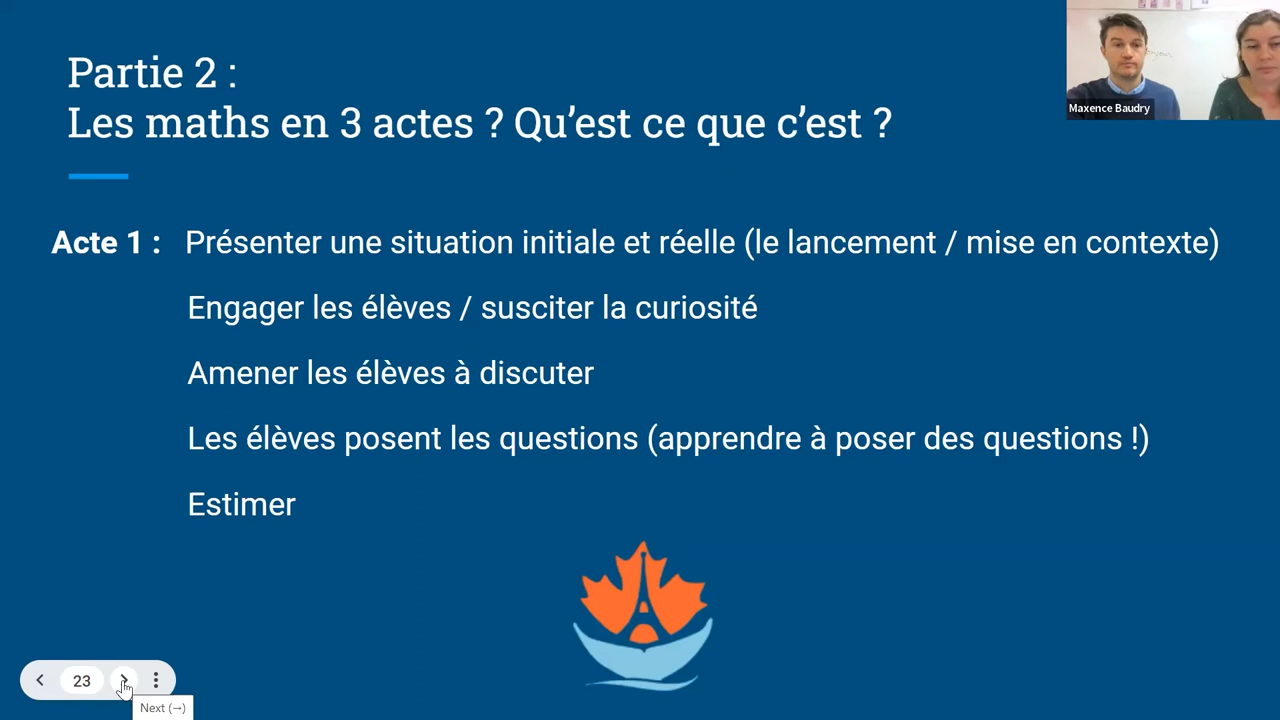 Partie 2 :
Les maths en 3 actes ? Qu’est ce que c’est ?
Maxence Baudry
Acte 1 : Présenter une situation initiale et réelle (le lancement / mise en contexte)
Engager les élèves / susciter la curiosité
Amener les élèves à discuter
Les élèves posent les questions (apprendre à poser des questions !)
Estimer
23
Next (→)